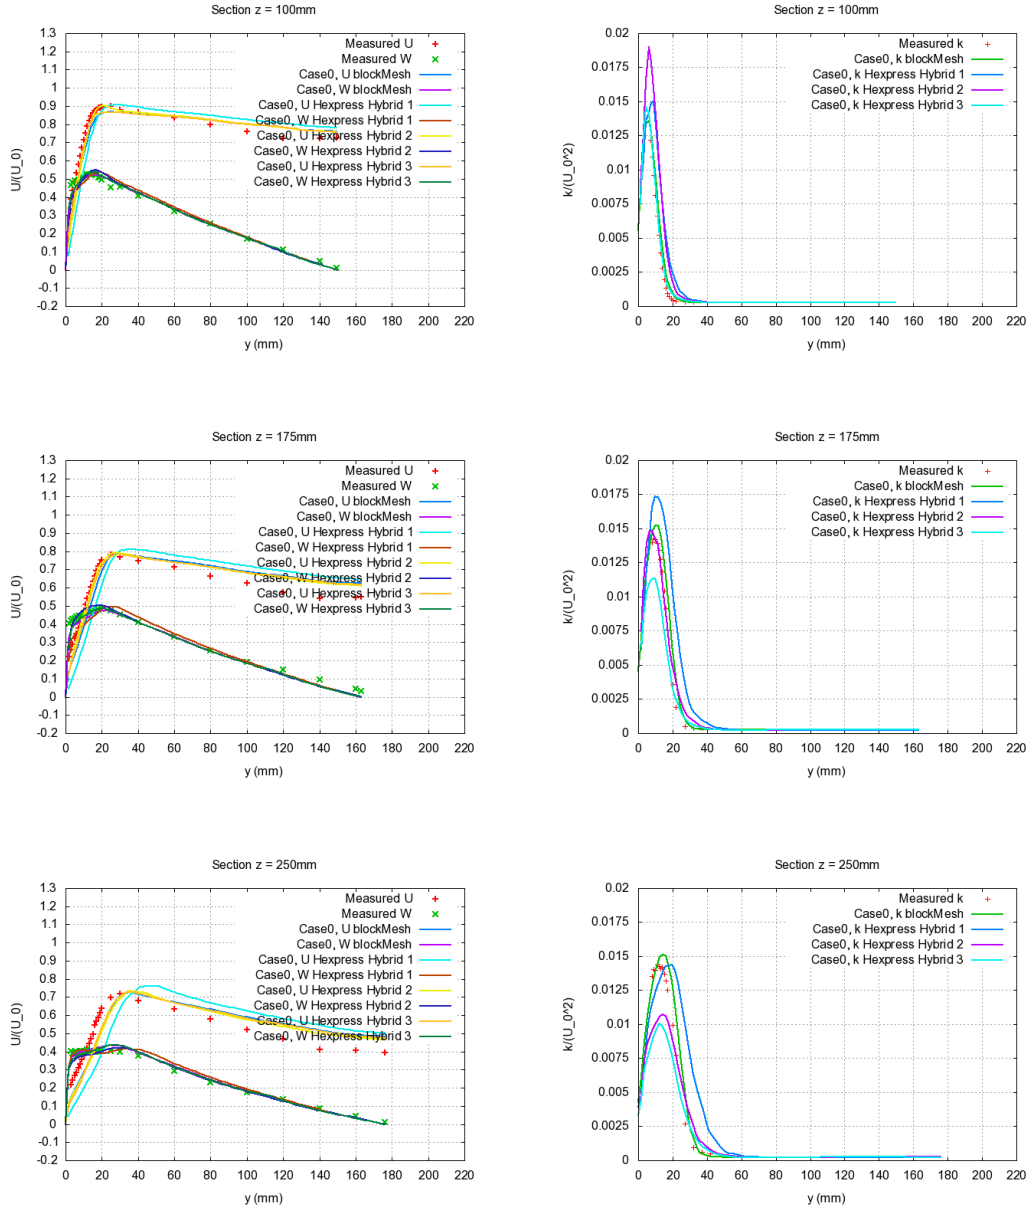 Section z = 100mm
U/(U_0)
1.3
1.2
1.1
1
0.9
0.8
0.7
0.6
0.5
0.4
0.3
0.2
0.1
0
-0.1
-0.2
Measured U
Measured W
Case0, U blockMesh
Case0, W blockMesh
Case0, U Hexpress Hybrid 1
Case0, W Hexpress Hybrid 1
Case0, U Hexpress Hybrid 2
Case0, W Hexpress Hybrid 2
Case0, U Hexpress Hybrid 3
Case0, W Hexpress Hybrid 3
0 20 40 60 80 100 120 140 160 180 200 220
y (mm)
Section z = 100mm
k/(U_0^2)
0.02
0.0175
0.015
0.0125
0.01
0.0075
0.005
0.0025
0
Measured k
Case0, k blockMesh
Case0, k Hexpress Hybrid 1
Case0, k Hexpress Hybrid 2
Case0, k Hexpress Hybrid 3
0 20 40 60 80 100 120 140 160 180 200 220
y (mm)
Section z = 175mm
U/(U_0)
1.3
1.2
1.1
1
0.9
0.8
0.7
0.6
0.5
0.4
0.3
0.2
0.1
0
-0.1
-0.2
Measured U
Measured W
Case0, U blockMesh
Case0, W blockMesh
Case0, U Hexpress Hybrid 1
Case0, W Hexpress Hybrid 1
Case0, U Hexpress Hybrid 2
Case0, W Hexpress Hybrid 2
Case0, U Hexpress Hybrid 3
Case0, W Hexpress Hybrid 3
0 20 40 60 80 100 120 140 160 180 200 220
y (mm)
Section z = 175mm
k/(U_0^2)
0.02
0.0175
0.015
0.0125
0.01
0.0075
0.005
0.0025
0
Measured k
Case0, k blockMesh
Case0, k Hexpress Hybrid 1
Case0, k Hexpress Hybrid 2
Case0, k Hexpress Hybrid 3
0 20 40 60 80 100 120 140 160 180 200 220
y (mm)
Section z = 250mm
U/(U_0)
1.3
1.2
1.1
1
0.9
0.8
0.7
0.6
0.5
0.4
0.3
0.2
0.1
0
-0.1
-0.2
Measured U
Measured W
Case0, U blockMesh
Case0, W blockMesh
Case0, U Hexpress Hybrid 1
Case0, W Hexpress Hybrid 1
Case0, U Hexpress Hybrid 2
Case0, W Hexpress Hybrid 2
Case0, U Hexpress Hybrid 3
Case0, W Hexpress Hybrid 3
0 20 40 60 80 100 120 140 160 180 200 220
y (mm)
Section z = 250mm
k/(U_0^2)
0.02
0.0175
0.015
0.0125
0.01
0.0075
0.005
0.0025
0
Measured k
Case0, k blockMesh
Case0, k Hexpress Hybrid 1
Case0, k Hexpress Hybrid 2
Case0, k Hexpress Hybrid 3
0 20 40 60 80 100 120 140 160 180 200 220
y (mm)